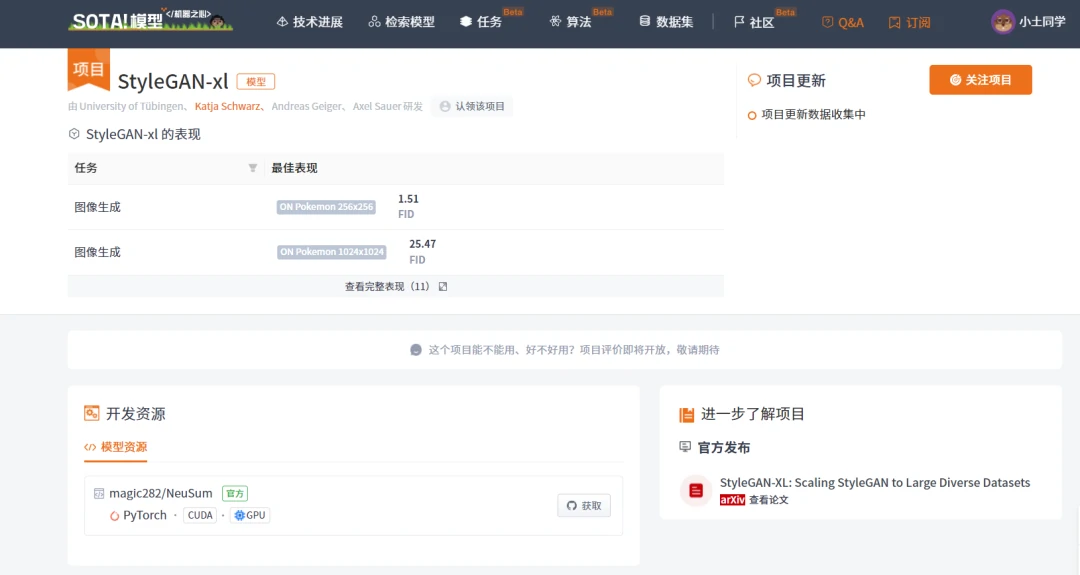 SOTA!模型 </机器之心>
技术进展
检索模型
任务 Beta
算法 Beta
数据集
社区 Beta
Q&A
订阅
小土同学
项目
StyleGAN-xl 模型
由 University of Tübingen、 Katja Schwarz、 Andreas Geiger、 Axel Sauer 研发 认领该项目
StyleGAN-xl 的表现
任务 最佳表现
图像生成 ON Pokemon 256x256 1.51
FID
图像生成 ON Pokemon 1024x1024 25.47
FID
查看完整表现（11）
项目更新
关注项目
项目更新数据收集中
这个项目能不能用、好不好用？项目评价即将开放，敬请期待
开发资源
</> 模型资源
magic282/NeuSum 官方
PyTorch · CUDA · GPU
获取
进一步了解项目
官方发布
StyleGAN-XL: Scaling StyleGAN to Large Diverse Datasets
arXiv 查看论文